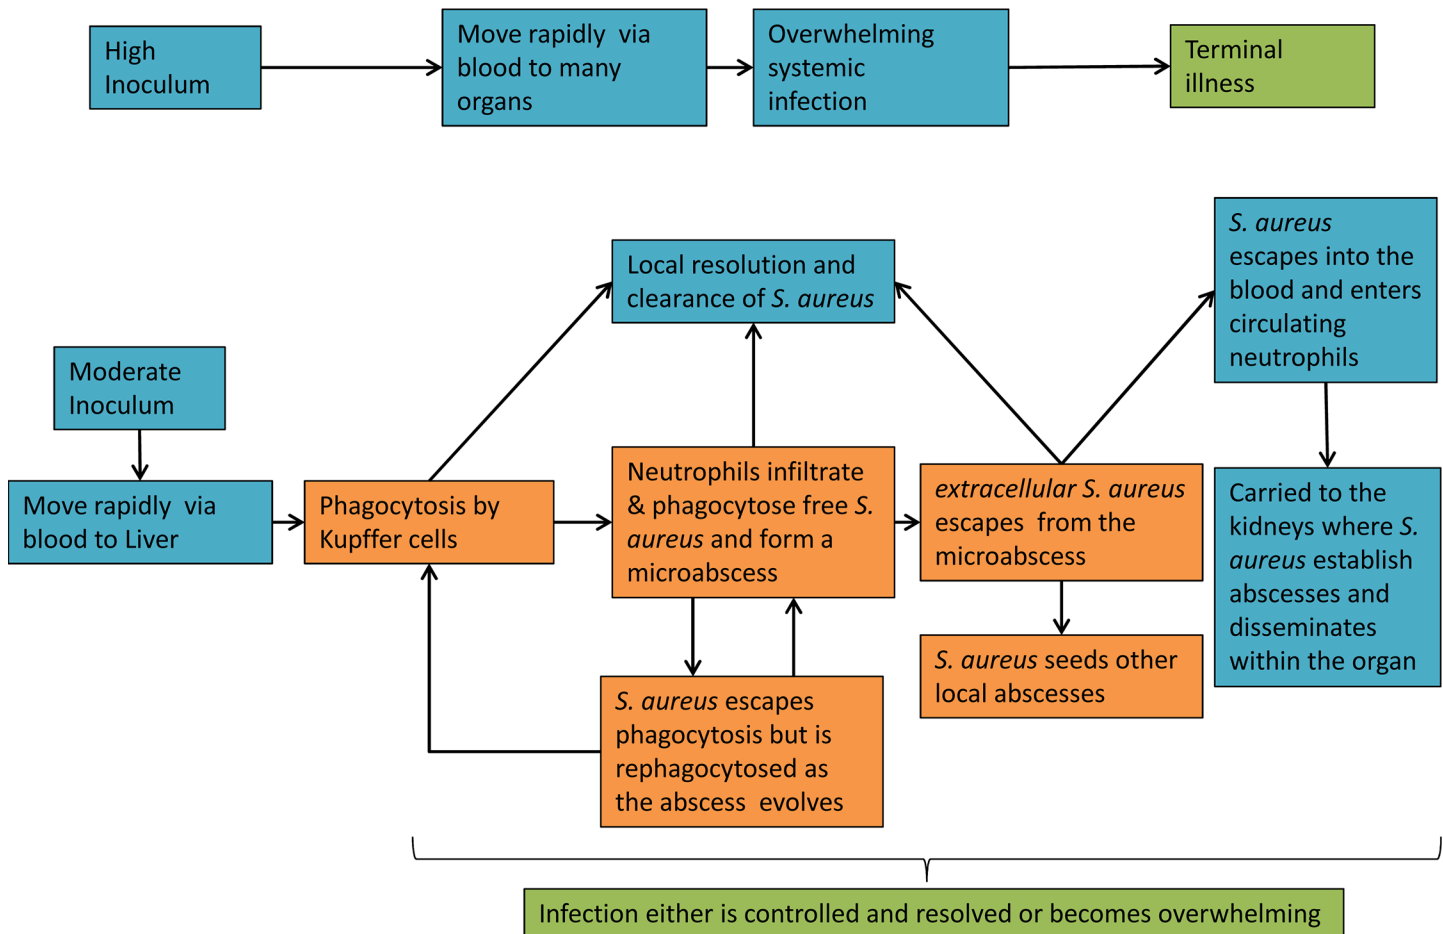 High
Inoculum
Move rapidly via
blood to many
organs
Overwhelming
systemic
infection
Terminal
illness
S. aureus
escapes into the
blood and enters
circulating
neutrophils
Local resolution and
clearance of S. aureus
Moderate
Inoculum
Move rapidly via
blood to Liver
Phagocytosis by
Kupffer cells
Neutrophils infiltrate
& phagocytose free S.
aureus and form a
microabscess
extracellular S. aureus
escapes from the
microabscess
Carried to the
kidneys where S.
aureus establish
abscesses and
disseminates
within the organ
S. aureus seeds other
local abscesses
S. aureus escapes
phagocytosis but is
rephagocytosed as
the abscess evolves
Infection either is controlled and resolved or becomes overwhelming